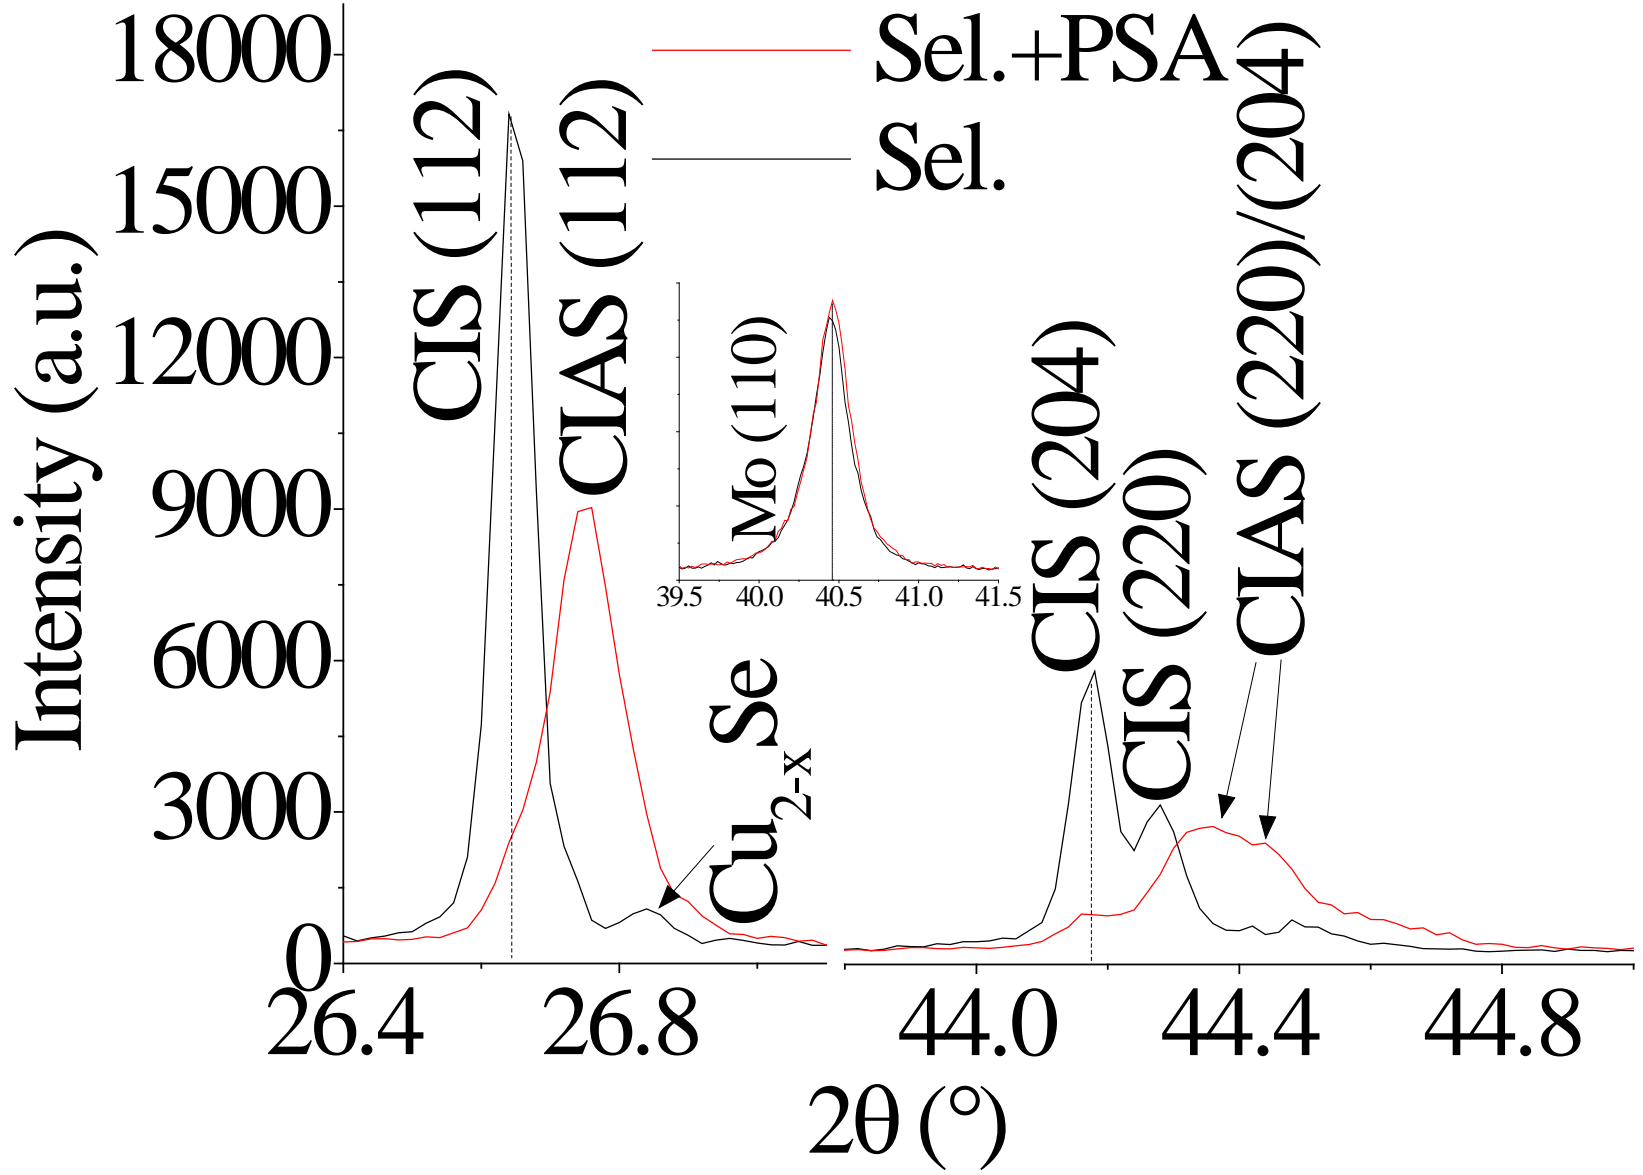 Sel.+PSA
Sel.
18000
15000
12000
9000
6000
3000
0
Intensity (a.u.)
CIS (112)
CIAS (112)
Cu2-xSe
Mo (110)
39.5 40.0 40.5 41.0 41.5
CIS (204)
CIS (220)
CIAS (220)/(204)
26.4 26.8 44.0 44.4 44.8
2θ (°)